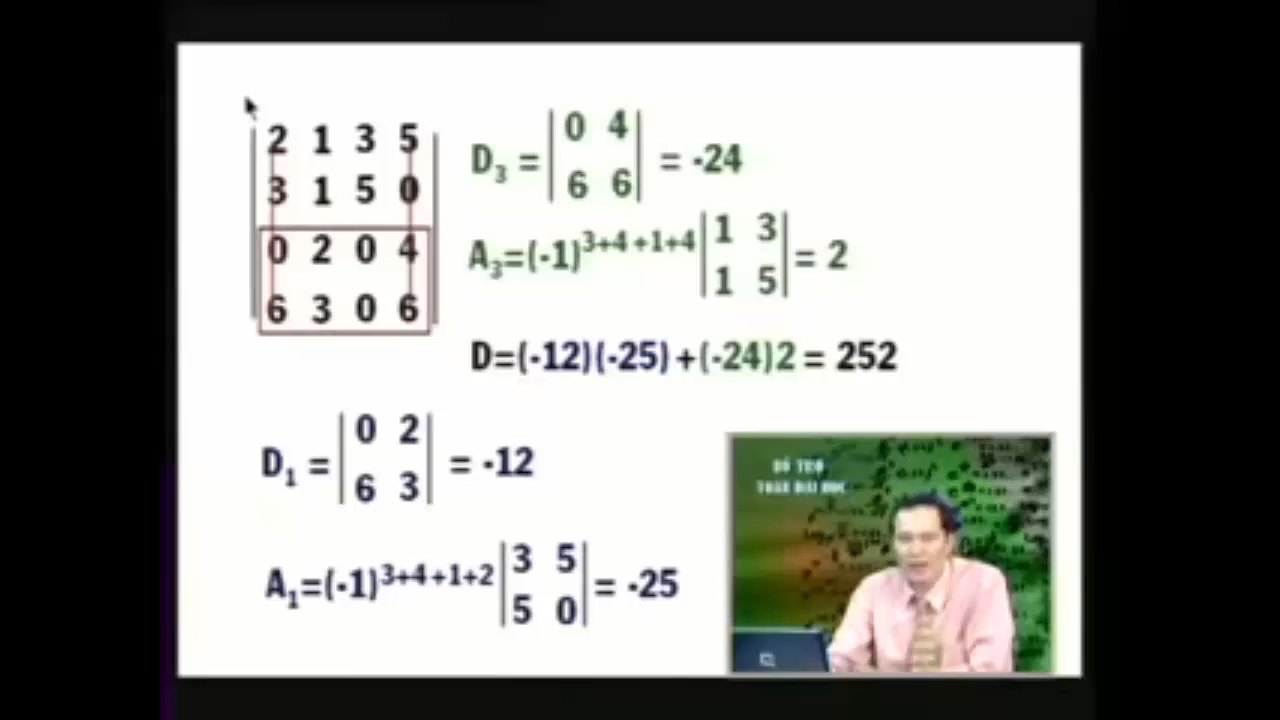 2 1 3 5
3 1 5 0
0 2 0 4
6 3 0 6
D₃ = |0 4|
|6 6| = -24
A₃=(-1)³⁺⁴⁺¹⁺⁴ |1 3|
|1 5| = 2
D=(-12)(-25)+(-24)2 = 252
D₁ = |0 2|
|6 3| = -12
A₁=(-1)³⁺⁴⁺¹⁺² |3 5|
|5 0| = -25